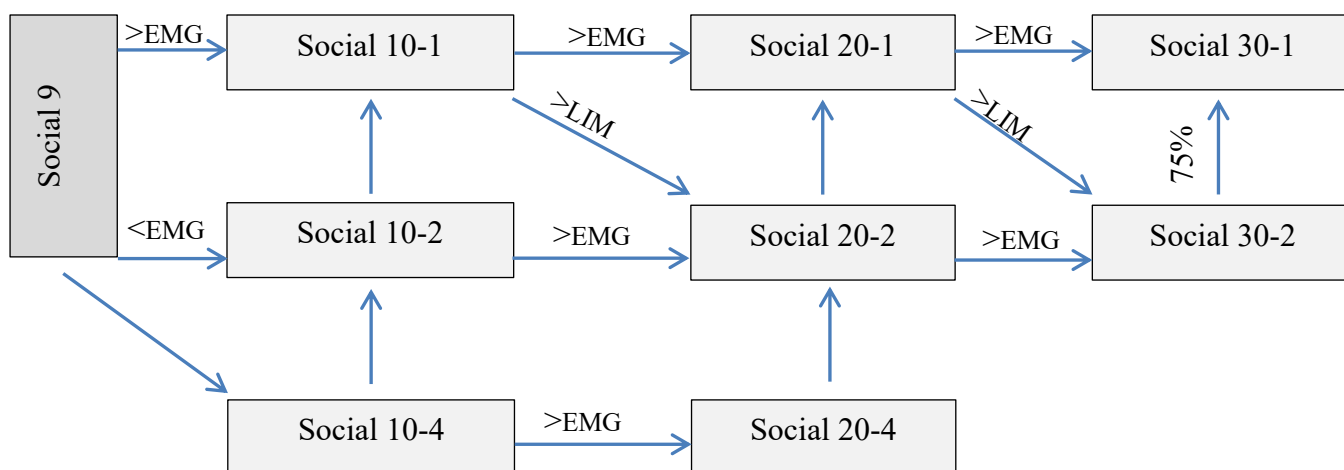 >EMG
Social 10-1
>EMG
Social 20-1
>EMG
Social 30-1
Social 9
>LIM
>LIM
75%
<EMG
Social 10-2
>EMG
Social 20-2
>EMG
Social 30-2
Social 10-4
>EMG
Social 20-4